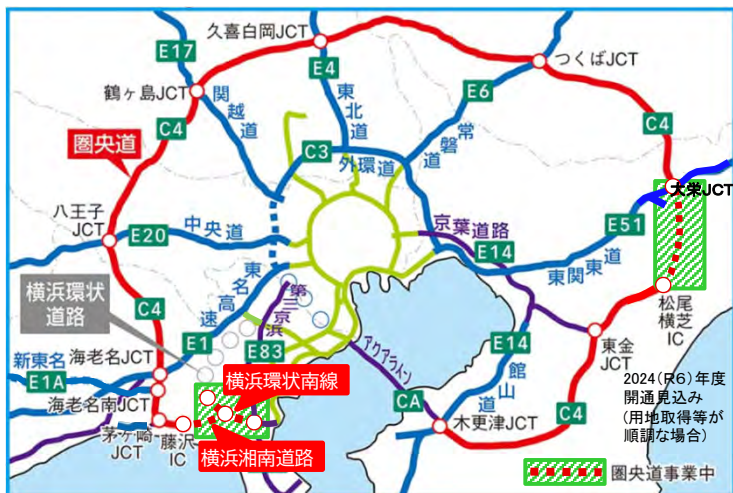 久喜白岡JCT
E17
E4
つくばJCT
鶴ヶ島JCT
関越道
東北道
E6
常磐道
C4
C4
圏央道
C3
外環道
大栄JCT
八王子
JCT
E20
中央道
京葉道路
E14
E51
東関東道
横浜環状
道路
東名高速
第三京浜
C4
E1
新東名
海老名JCT
E1A
海老名南JCT
E83
横浜環状南線
アクアライン
E14
館山道
松尾
横芝
IC
東金
JCT
CA
2024(R6)年度
開通見込み
(用地取得等が
順調な場合)
茅ヶ崎
JCT
藤沢
IC
横浜湘南道路
木更津JCT
C4
圏央道事業中